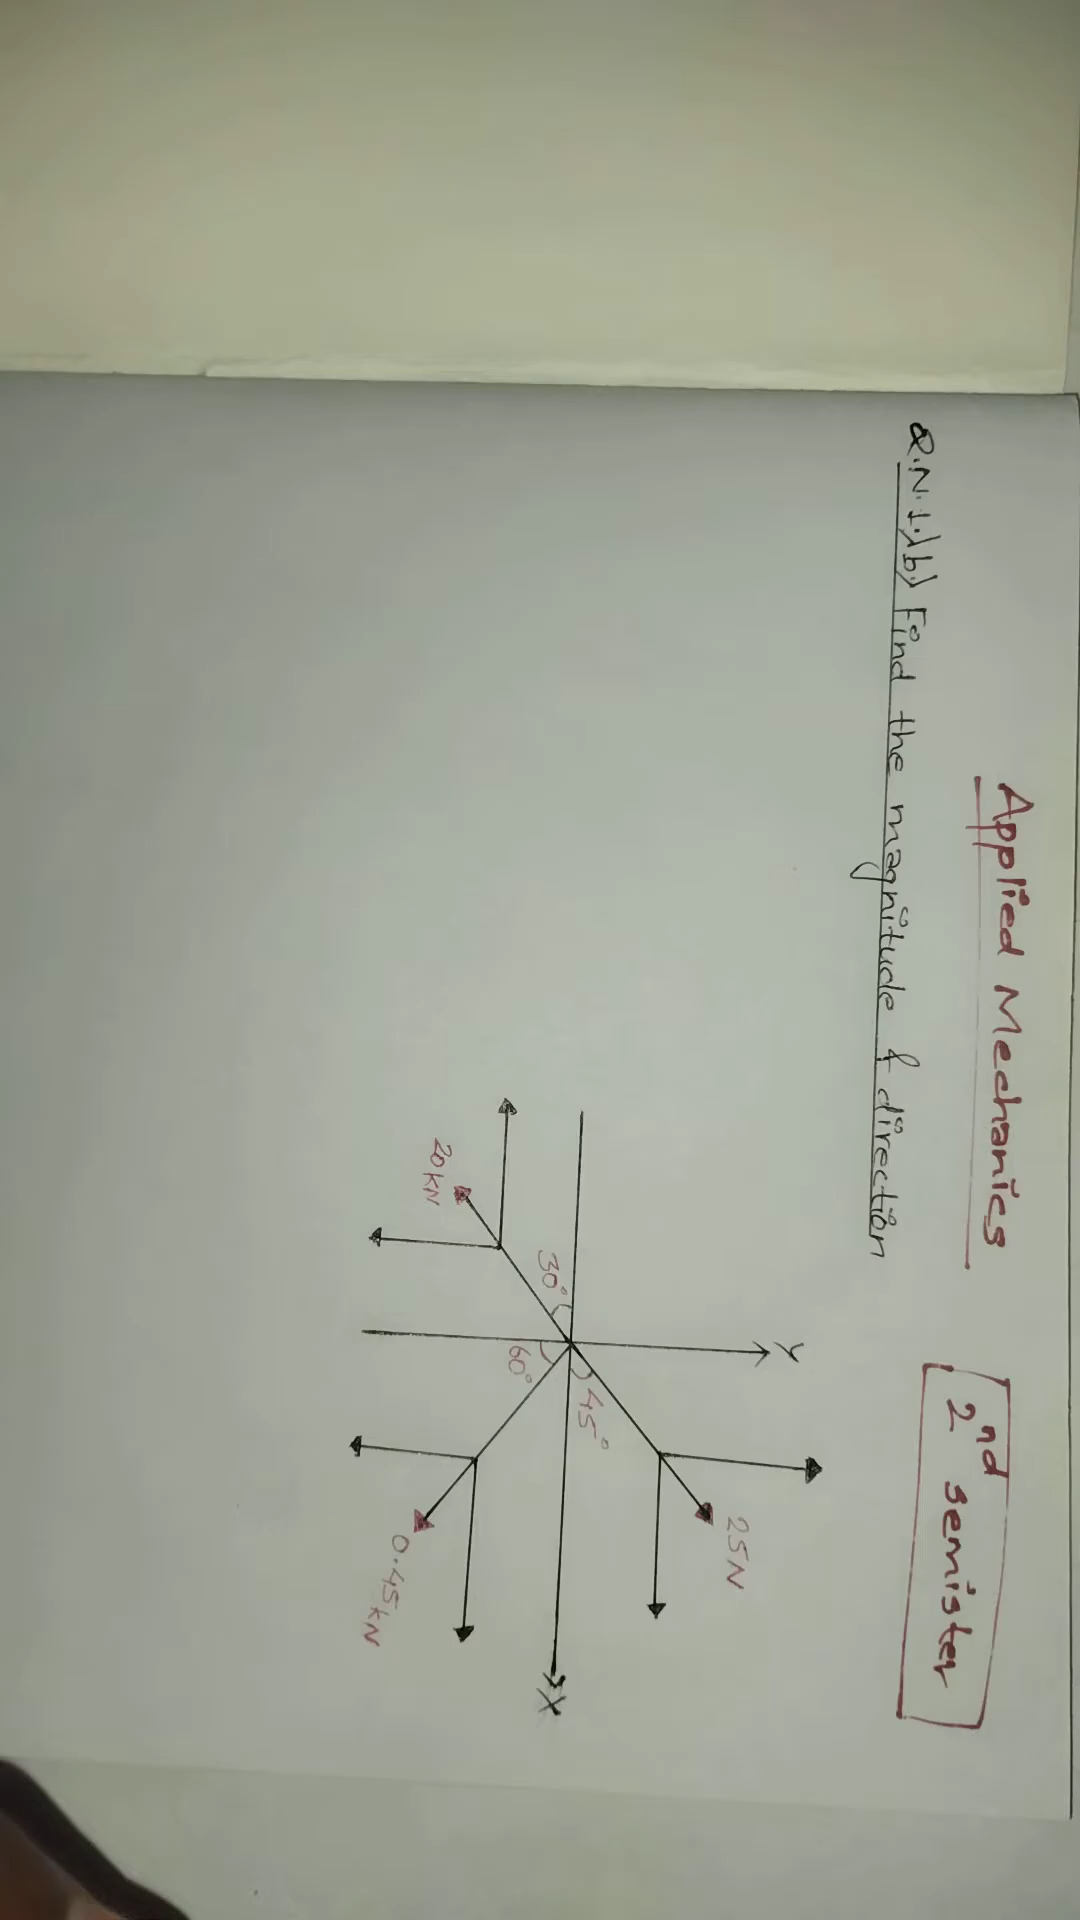 Applied Mechanics
2nd semister
Q.N.1.) b.) Find the magnitude & direction
Y
25N
45°
30°
X
60°
20KN
0.45KN